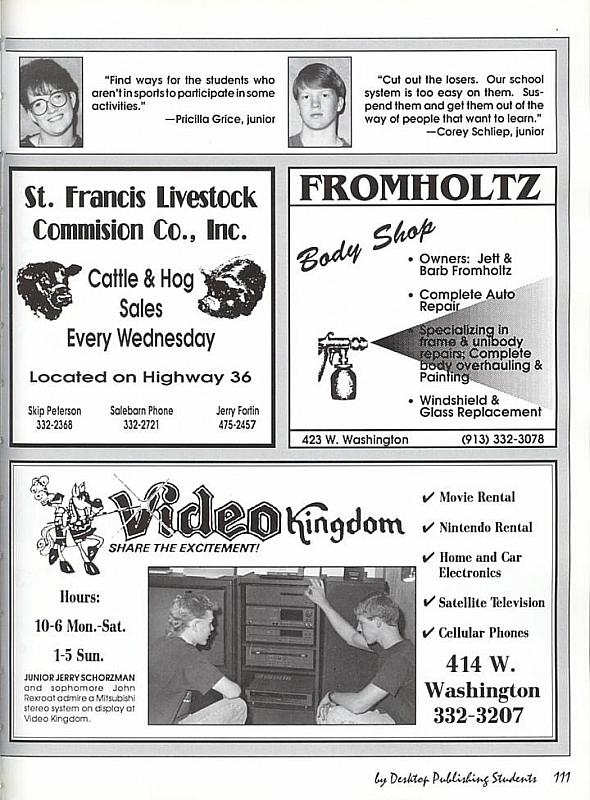 "Find ways for the students who
aren't in sports to participate in some
activities."
—Pricilla Grice, junior
"Cut out the losers. Our school
system is too easy on them. Sus-
pend them and get them out of the
way of people that want to learn."
—Corey Schliep, junior
St. Francis Livestock
Commision Co., Inc.
Cattle & Hog
Sales
Every Wednesday
Located on Highway 36
Skip Peterson
332-2368
Salebarn Phone
332-2721
Jerry Fortin
475-2457
FROMHOLTZ
Body Shop
• Owners: Jeff &
Barb Fromholtz
• Complete Auto
Repair
• Specializing in
frame & unibody
repairs; Complete
body overhauling &
Painting
• Windshield &
Glass Replacement
423 W. Washington
(913) 332-3078
Video Kingdom
SHARE THE EXCITEMENT!
Hours:
10-6 Mon.-Sat.
1-5 Sun.
JUNIOR JERRY SCHORZMAN
and sophomore John
Rexroat admire a Mitsubishi
stereo system on display at
Video Kingdom.
✔ Movie Rental
✔ Nintendo Rental
✔ Home and Car
Electronics
✔ Satellite Television
✔ Cellular Phones
414 W.
Washington
332-3207
by Desktop Publishing Students 111